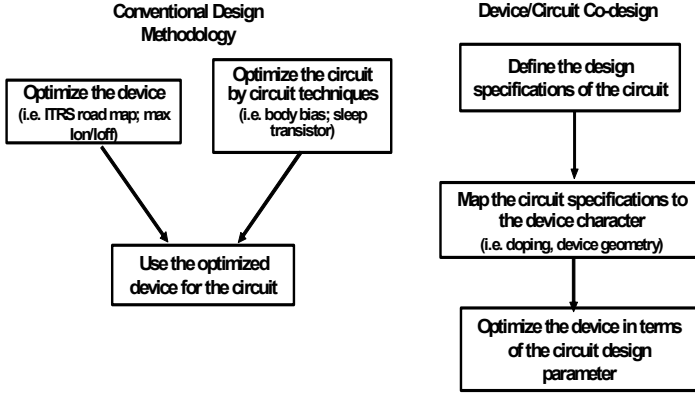 Conventional Design
Methodology
Optimize the device
(i.e. ITRS road map; max
Ion/Ioff)
Optimize the circuit
by circuit techniques
(i.e. body bias; sleep
transistor)
Use the optimized
device for the circuit
Device/Circuit Co-design
Define the design
specifications of the circuit
Map the circuit specifications to
the device character
(i.e. doping, device geometry)
Optimize the device in terms
of the circuit design
parameter